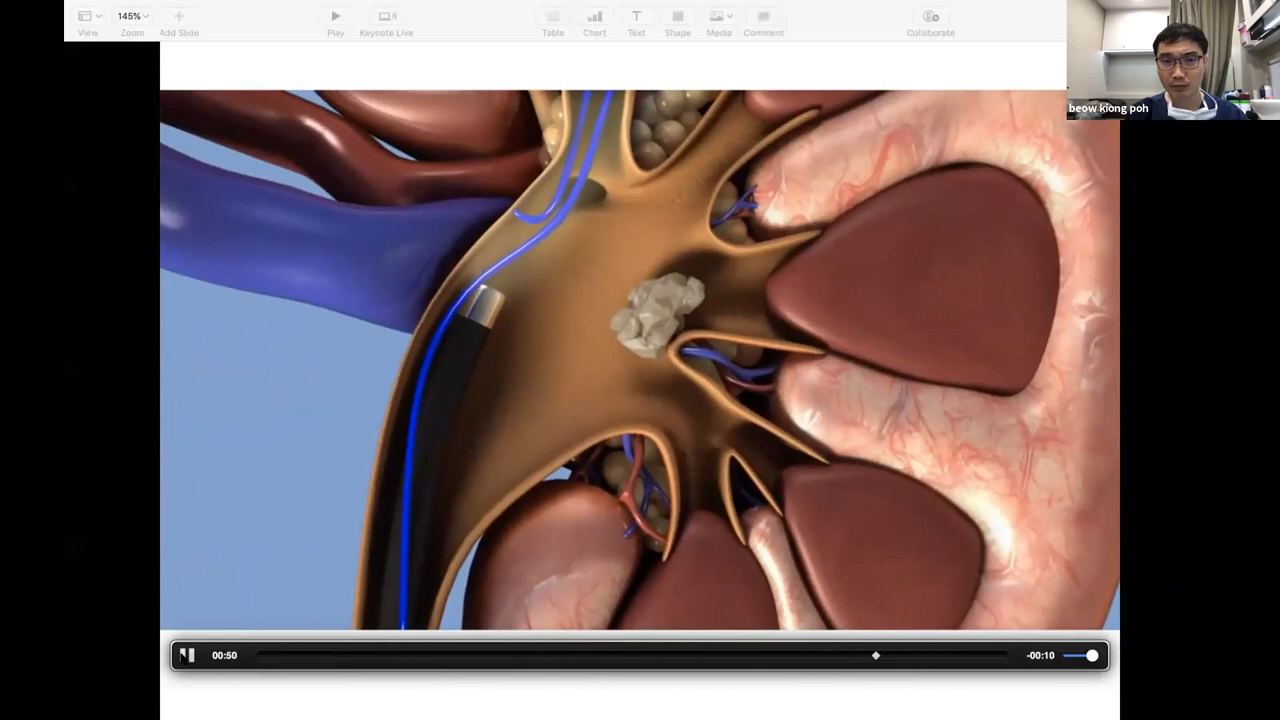 145%
View
Zoom
Add Slide
Play
Keynote Live
Table
Chart
Text
Shape
Media
Comment
Collaborate
beow kiong poh
00:50
-00:10